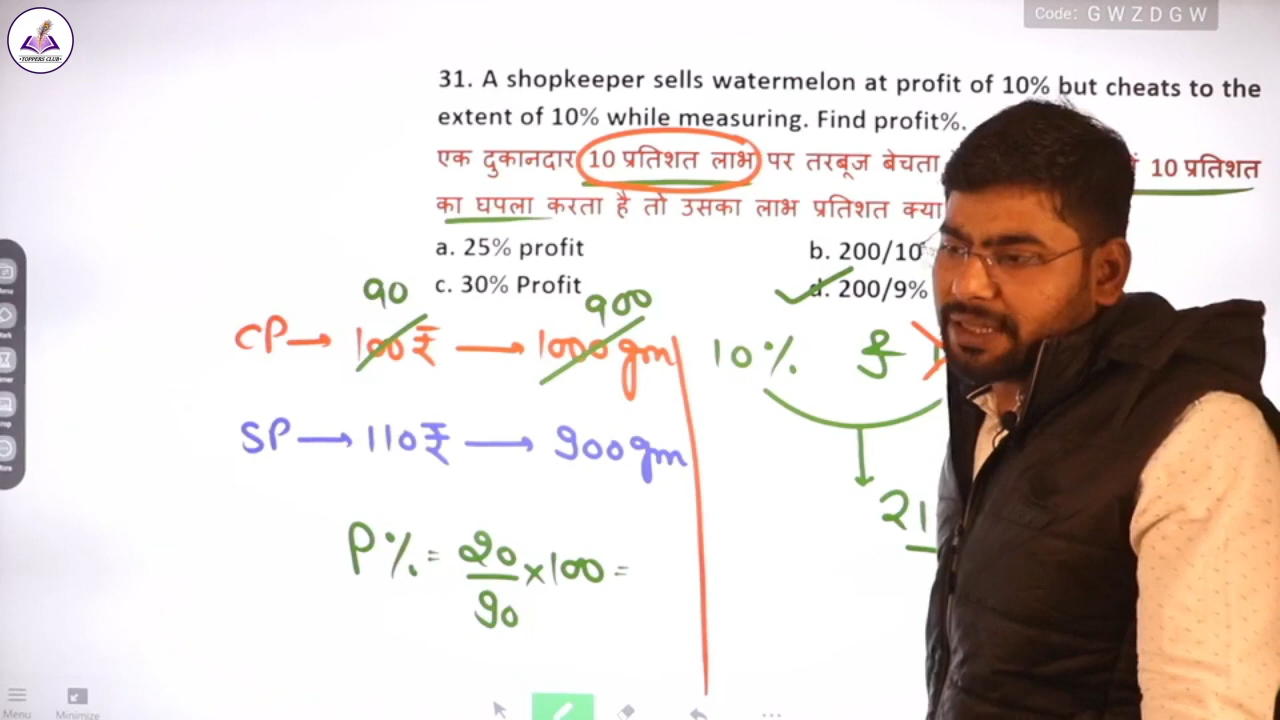 TOPPERS CLUB
Code: G W Z D G W
31. A shopkeeper sells watermelon at profit of 10% but cheats to the
extent of 10% while measuring. Find profit%.
एक दुकानदार 10 प्रतिशत लाभ पर तरबूज बेचता 10 प्रतिशत
का घपला करता है तो उसका लाभ प्रतिशत क्या
a. 25% profit
b. 200/10
c. 30% Profit
d. 200/9%
90
900
CP → 100₹ → 1000gm
10% &
SP → 110₹ → 900gm
21
P% = 20/90 × 100 =
Menu
Minimize